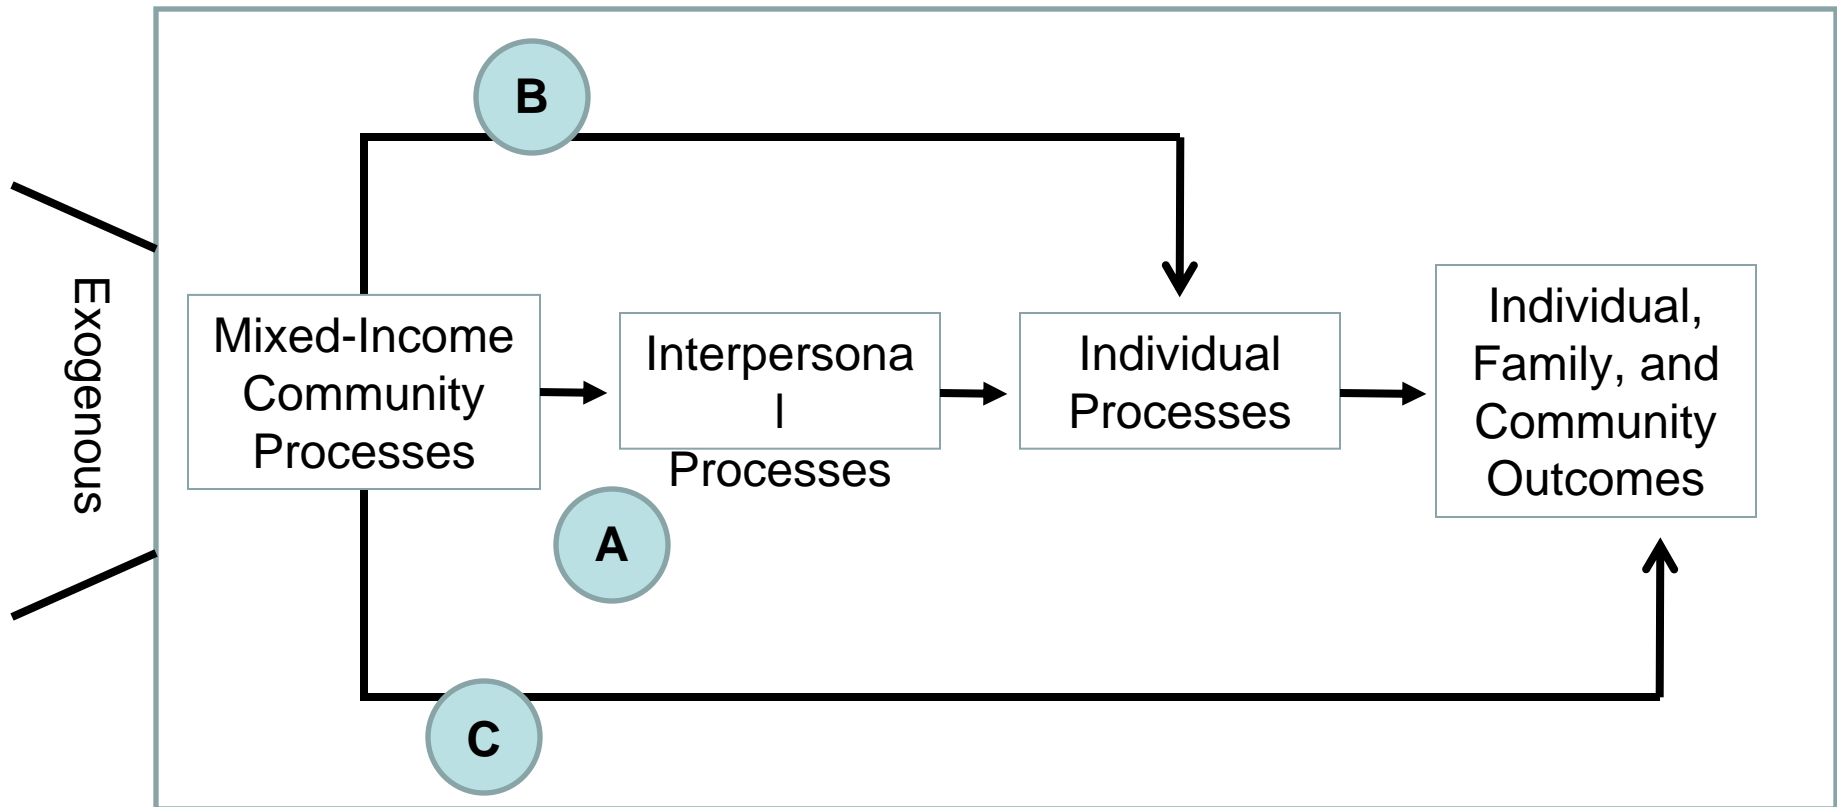 B
Exogenous
Mixed-Income
Community
Processes
Interpersona
l
Processes
Individual
Processes
Individual,
Family, and
Community
Outcomes
A
C